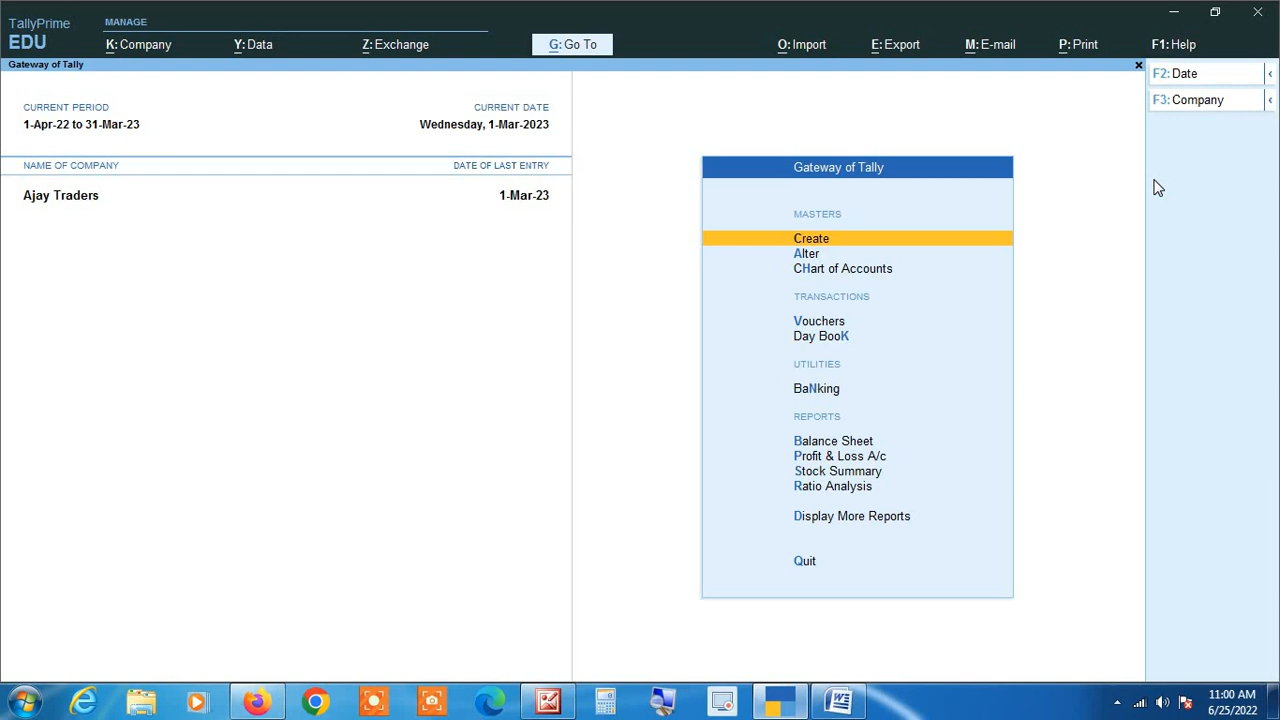 TallyPrime
EDU
MANAGE
K: Company
Y: Data
Z: Exchange
G: Go To
O: Import
E: Export
M: E-mail
P: Print
F1: Help
Gateway of Tally
F2: Date
F3: Company
CURRENT PERIOD
CURRENT DATE
1-Apr-22 to 31-Mar-23
Wednesday, 1-Mar-2023
NAME OF COMPANY
DATE OF LAST ENTRY
Ajay Traders
1-Mar-23
Gateway of Tally
MASTERS
Create
Alter
CHart of Accounts
TRANSACTIONS
Vouchers
Day BooK
UTILITIES
BaNking
REPORTS
Balance Sheet
Profit & Loss A/c
Stock Summary
Ratio Analysis
Display More Reports
Quit
11:00 AM
6/25/2022